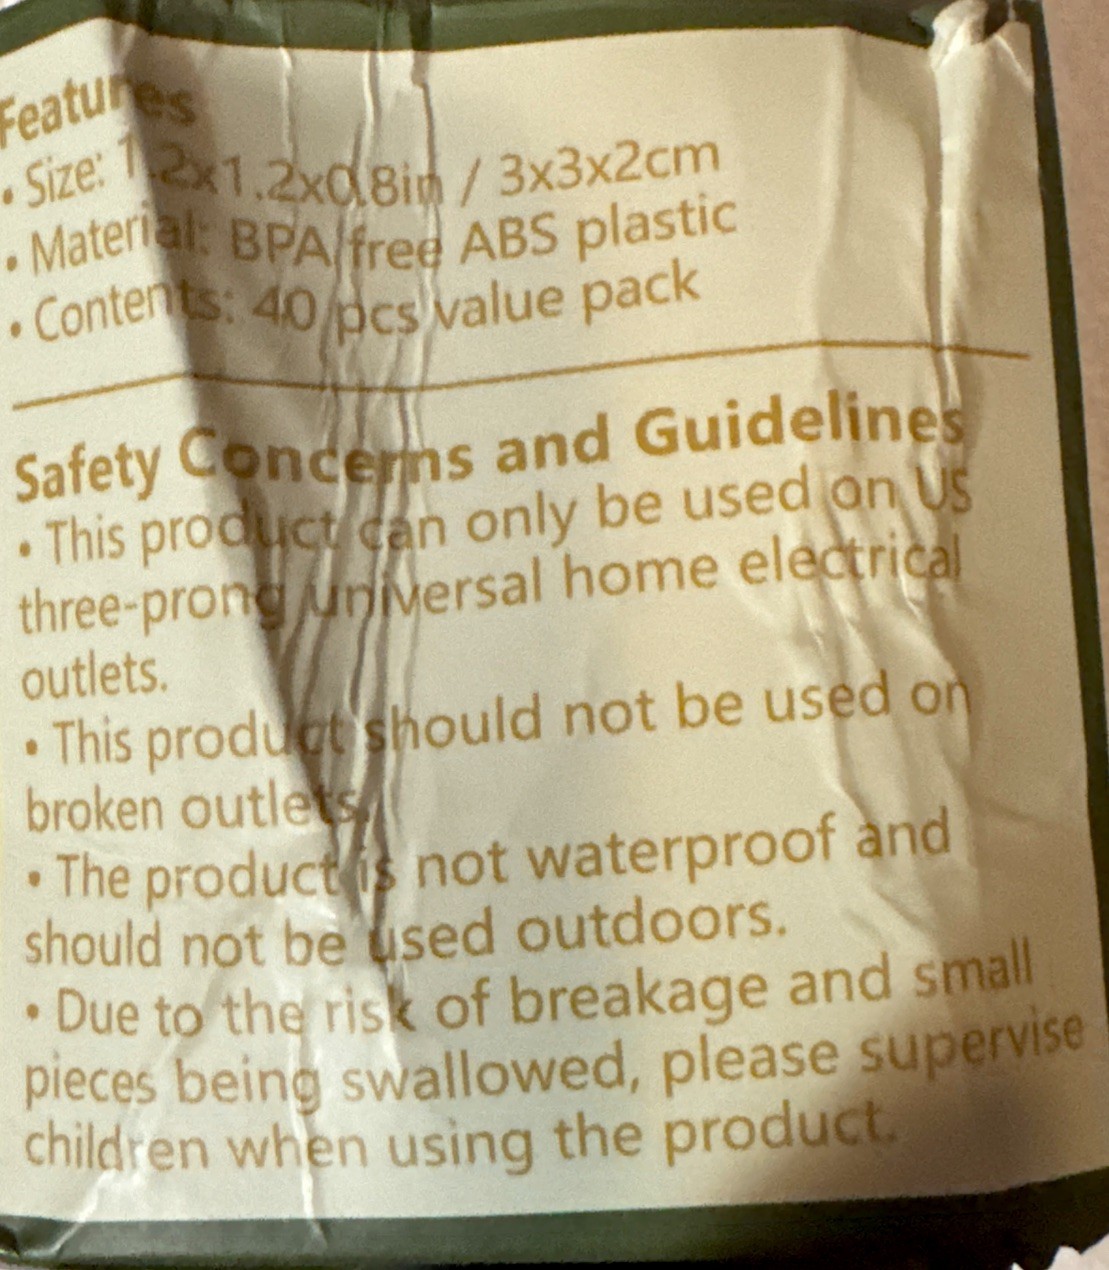 Features
• Size: 1.2x1.2x0.8in / 3x3x2cm
• Material: BPA free ABS plastic
• Contents: 40 pcs value pack
Safety Concerns and Guidelines
• This product can only be used on US
three-prong universal home electrical
outlets.
• This product should not be used on
broken outlets.
• The product is not waterproof and
should not be used outdoors.
• Due to the risk of breakage and small
pieces being swallowed, please supervise
children when using the product.